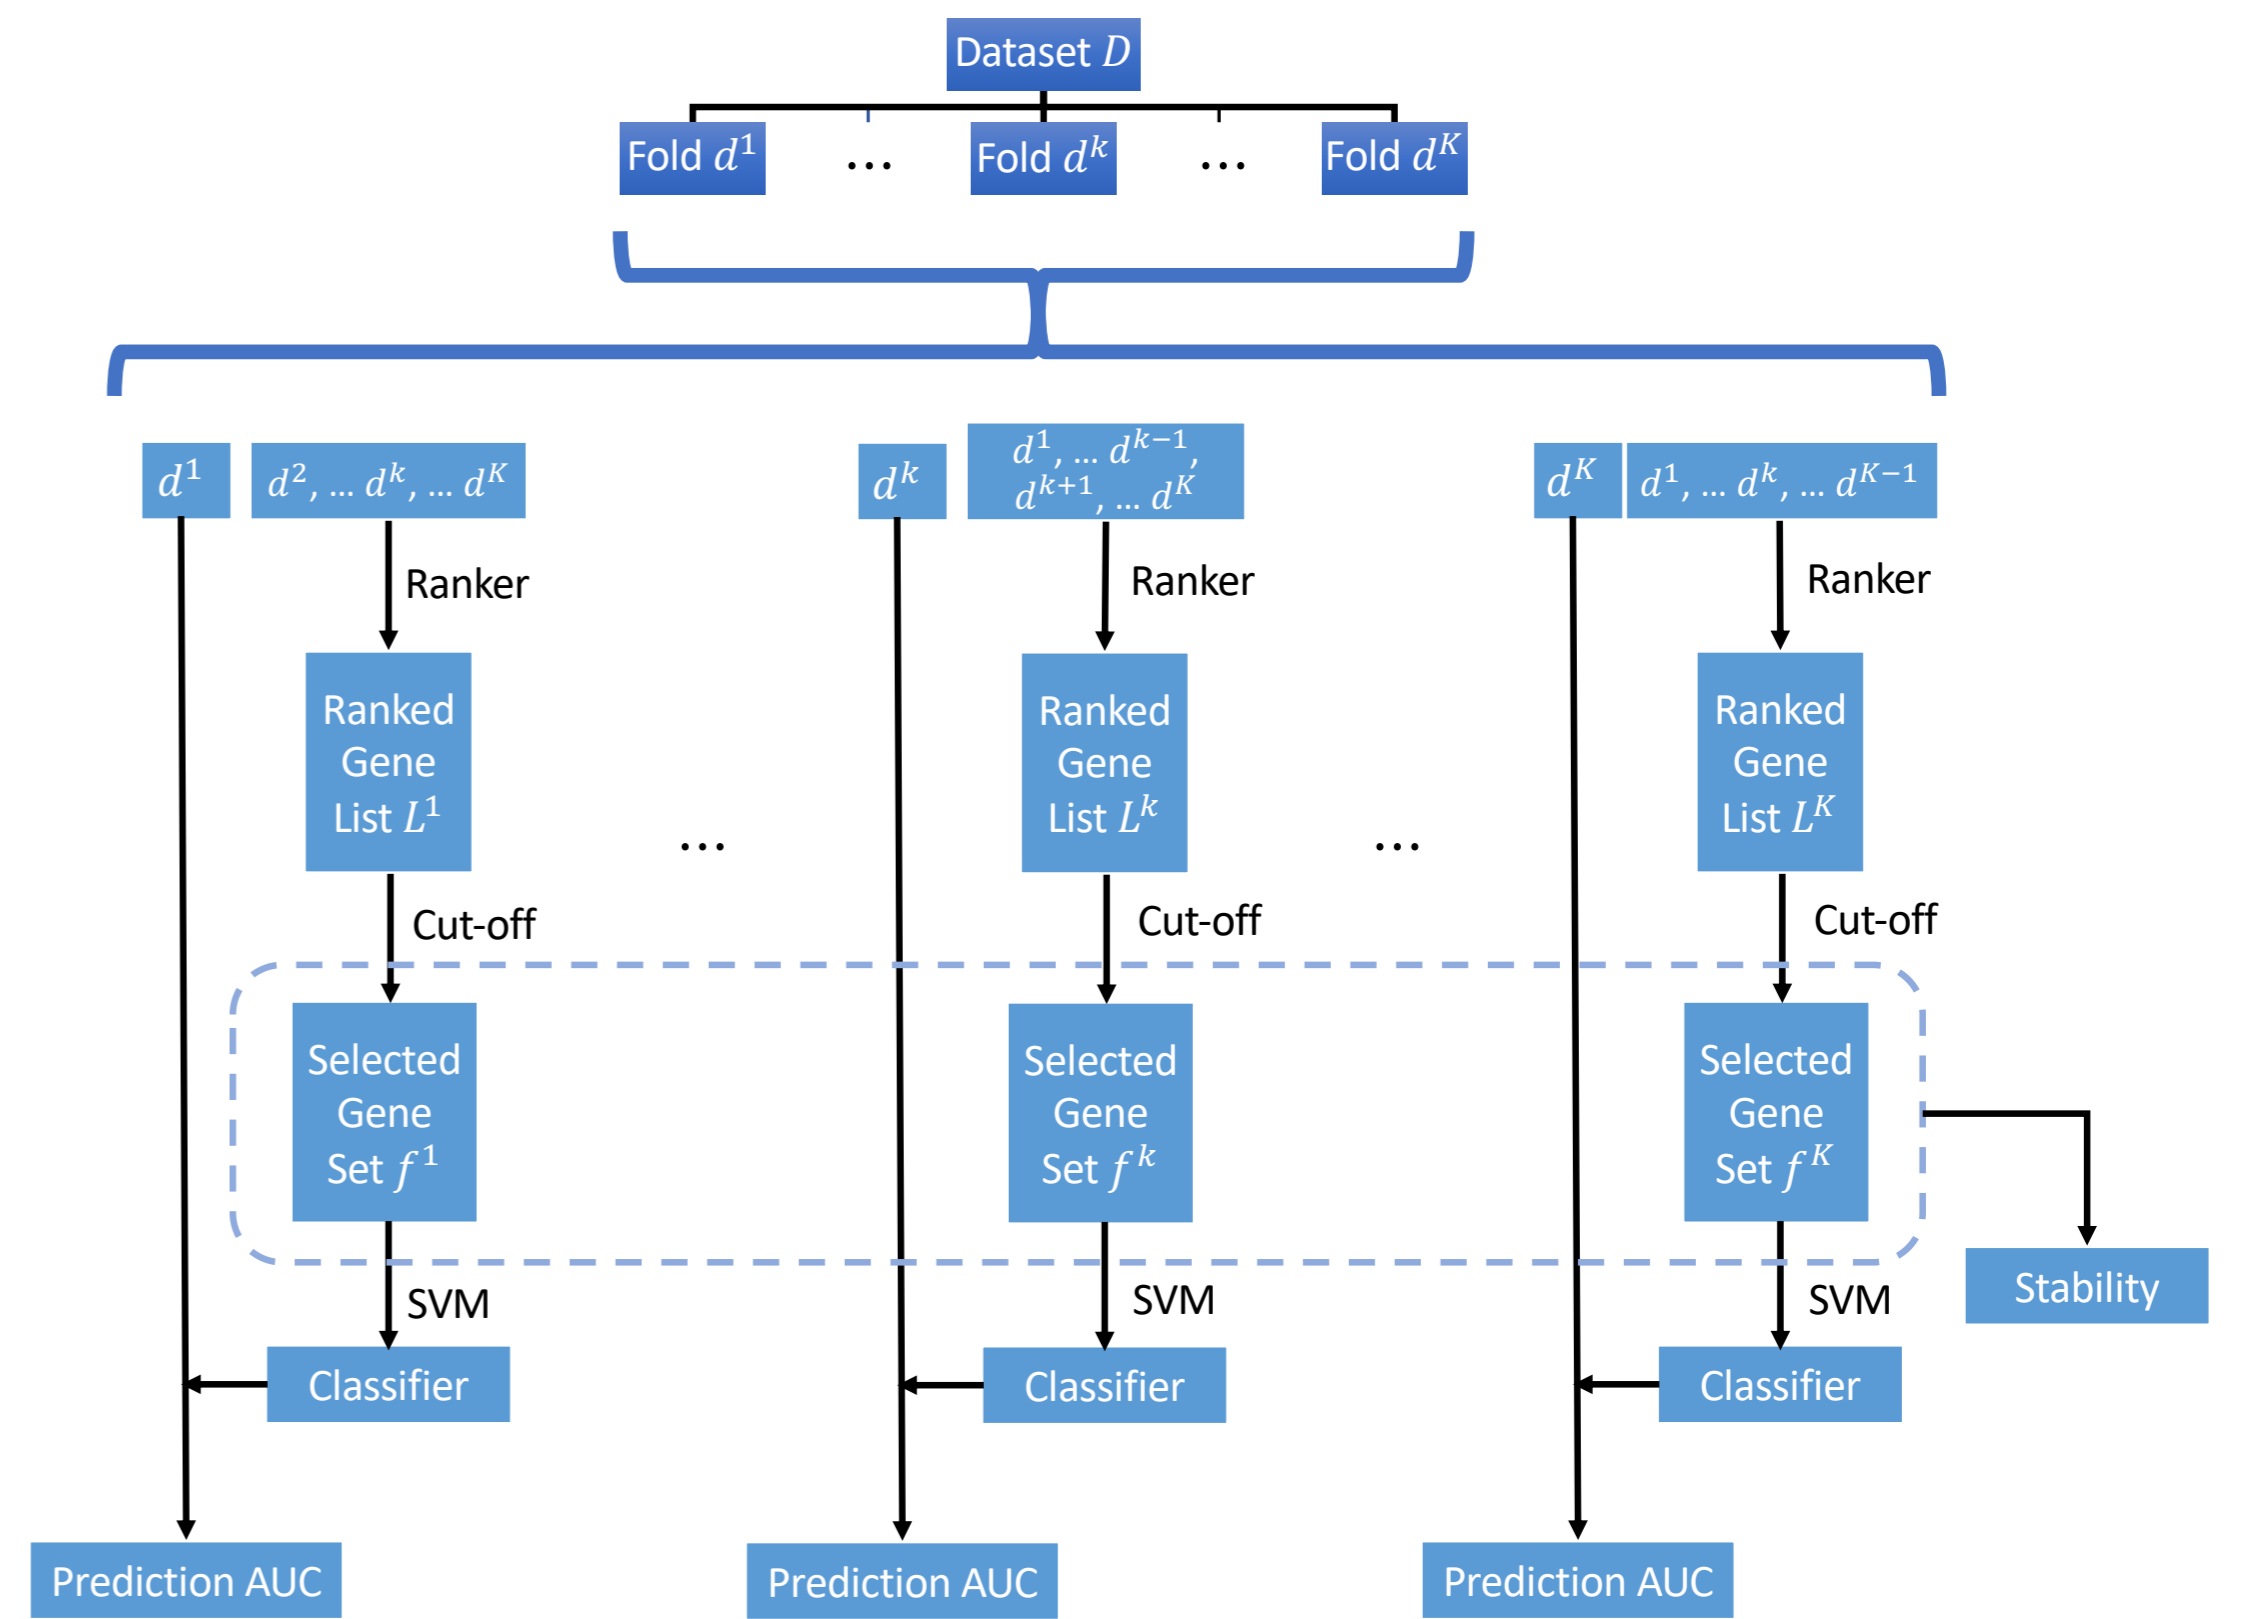 Dataset D
Fold d¹
...
Fold dᵏ
...
Fold dᴷ
d¹
d², ... dᵏ, ... dᴷ
dᵏ
d¹, ... dᵏ⁻¹,
dᵏ⁺¹, ... dᴷ
dᴷ
d¹, ... dᵏ, ... dᴷ⁻¹
Ranker
Ranker
Ranker
Ranked
Gene
List L¹
...
Ranked
Gene
List Lᵏ
...
Ranked
Gene
List Lᴷ
Cut-off
Cut-off
Cut-off
Selected
Gene
Set f¹
Selected
Gene
Set fᵏ
Selected
Gene
Set fᴷ
Stability
SVM
SVM
SVM
Classifier
Classifier
Classifier
Prediction AUC
Prediction AUC
Prediction AUC